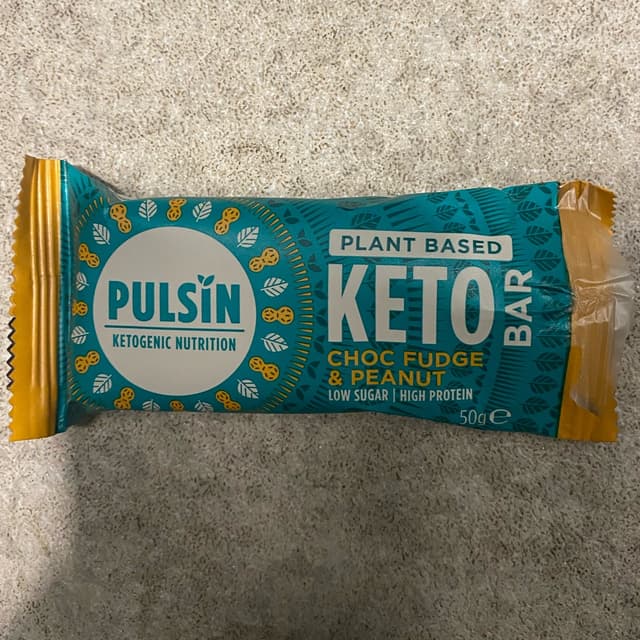 PULSiN
KETOGENIC NUTRITION
PLANT BASED
KETO
BAR
CHOC FUDGE
& PEANUT
LOW SUGAR | HIGH PROTEIN
50g℮